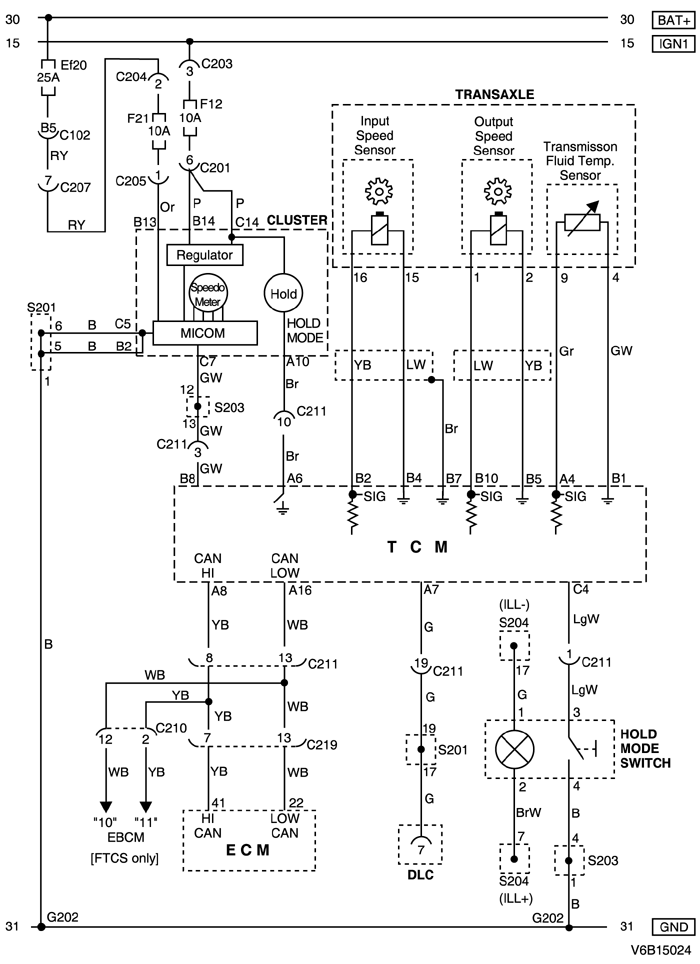 30 30 BAT+
15 15 IGN1
Ef20
25A
C204
2
3
C203
F21
10A
F12
10A
B5
C102
RY
7
C207
RY
1
C205
6
C201
Or
P
P
B13
B14
C14
CLUSTER
Regulator
Speedo
Meter
Hold
MICOM
HOLD
MODE
S201
6 B C5
5 B B2
1
C7
GW
12
S203
13
GW
C211
3
GW
B8
A10
Br
10
C211
Br
A6
TRANSAXLE
Input
Speed
Sensor
Output
Speed
Sensor
Transmisson
Fluid Temp.
Sensor
16 15 1 2 9 4
YB LW LW YB
Gr GW
Br
B2 B4 B7 B10 B5 A4 B1
SIG SIG SIG
T C M
CAN
HI
CAN
LOW
A8 A16 A7 C4
YB WB
8 13 C211
WB
YB
YB WB
C210
12 2
7 13 C219
WB YB YB WB
"10" "11"
EBCM
[FTCS only]
41 22
HI
CAN
LOW
CAN
E C M
G
19
C211
G
19
S201
17
G
7
DLC
(ILL-)
S204
17
G
1
2
BrW
7
S204
(ILL+)
LgW
1
C211
LgW
3
HOLD
MODE
SWITCH
4
B
4
S203
1
B
B
31 G202 G202 31 GND
V6B15024